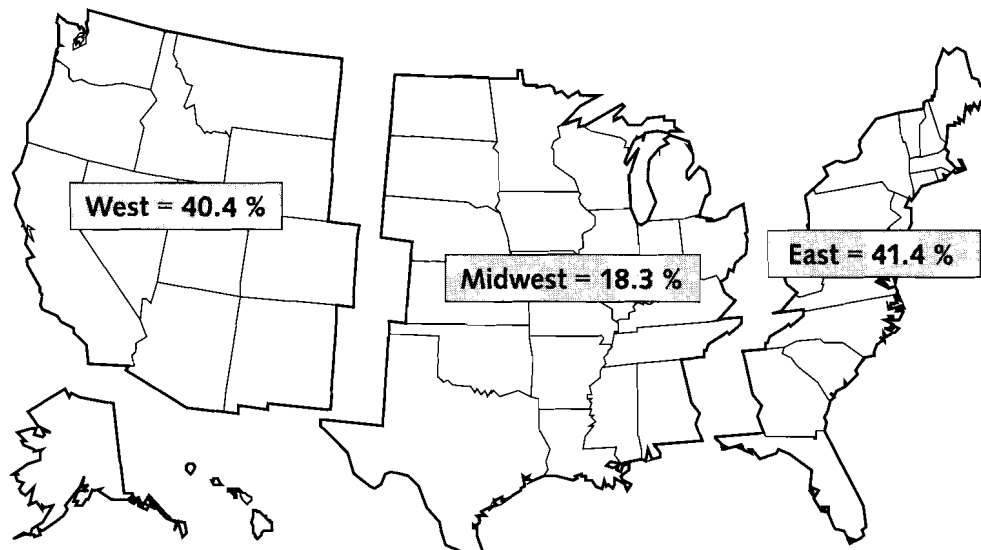 West = 40.4 %
Midwest = 18.3 %
East = 41.4 %